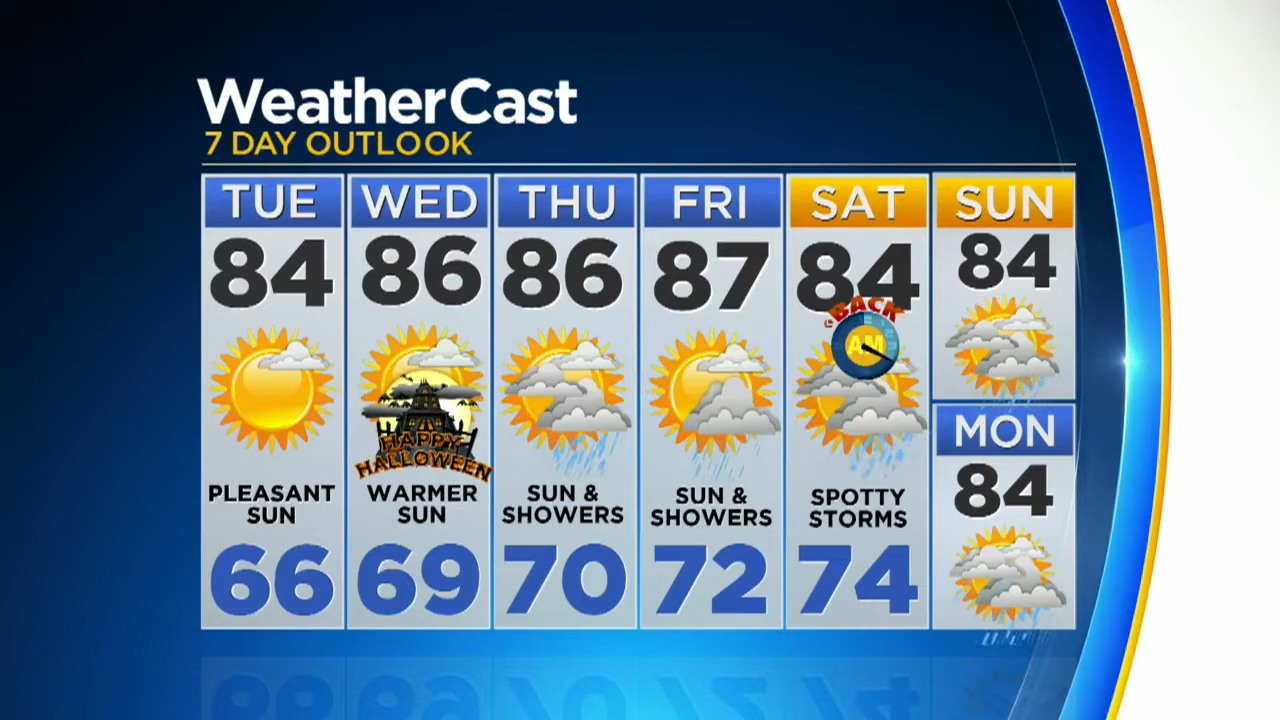 WeatherCast
7 DAY OUTLOOK
TUE
84
PLEASANT
SUN
66
WED
86
HAPPY
HALLOWEEN
WARMER
SUN
69
THU
86
SUN &
SHOWERS
70
FRI
87
SUN &
SHOWERS
72
SAT
84
BACK
AM
SPOTTY
STORMS
74
SUN
84
MON
84